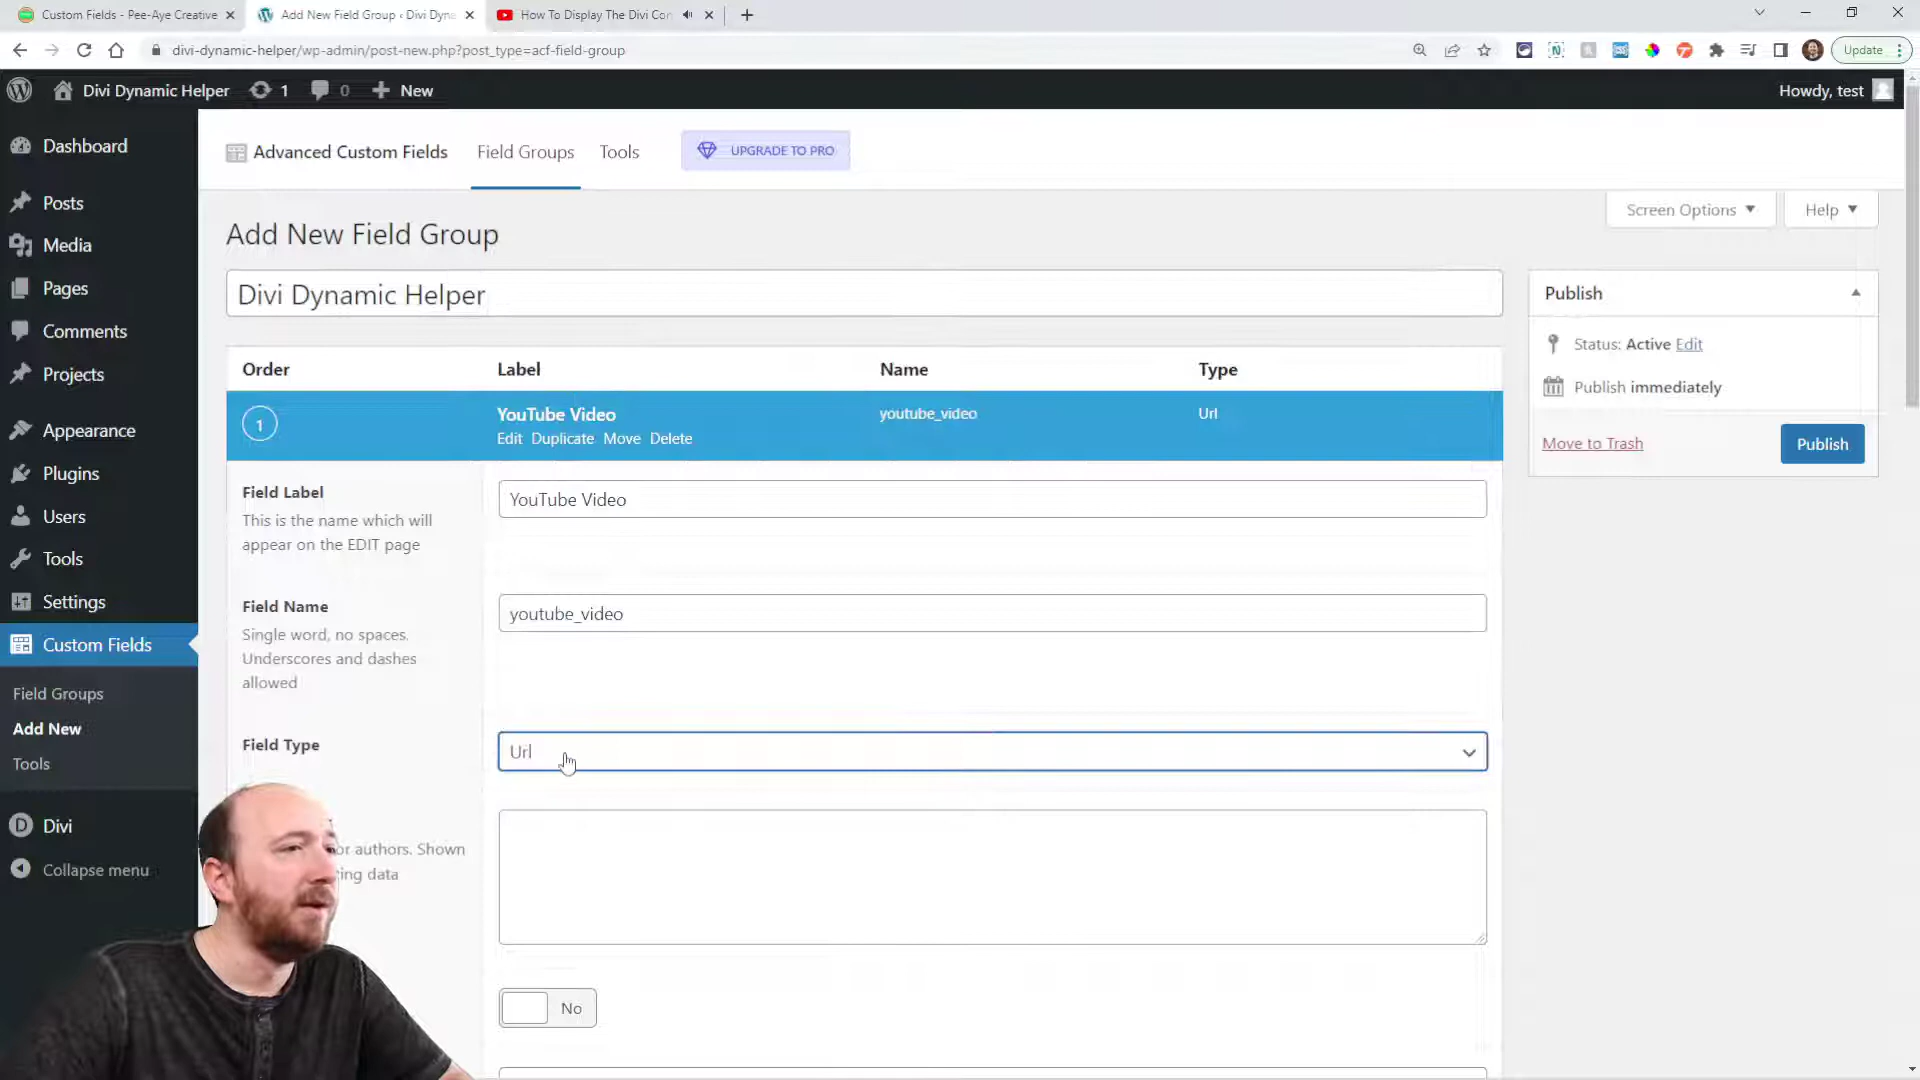 Custom Fields - Pee-Aye Creative
Add New Field Group ‹ Divi Dyna
How To Display The Divi Con
divi-dynamic-helper/wp-admin/post-new.php?post_type=acf-field-group
Update
Divi Dynamic Helper
1
0
New
Howdy, test
Dashboard
Posts
Media
Pages
Comments
Projects
Appearance
Plugins
Users
Tools
Settings
Custom Fields
Field Groups
Add New
Tools
Divi
Collapse menu
Advanced Custom Fields
Field Groups
Tools
UPGRADE TO PRO
Screen Options
Help
Add New Field Group
Divi Dynamic Helper
Order Label Name Type
1
YouTube Video youtube_video Url
Edit Duplicate Move Delete
Field Label
This is the name which will
appear on the EDIT page
YouTube Video
Field Name
Single word, no spaces.
Underscores and dashes
allowed
youtube_video
Field Type
Url
or authors. Shown
ing data
No
Publish
Status: Active Edit
Publish immediately
Move to Trash
Publish